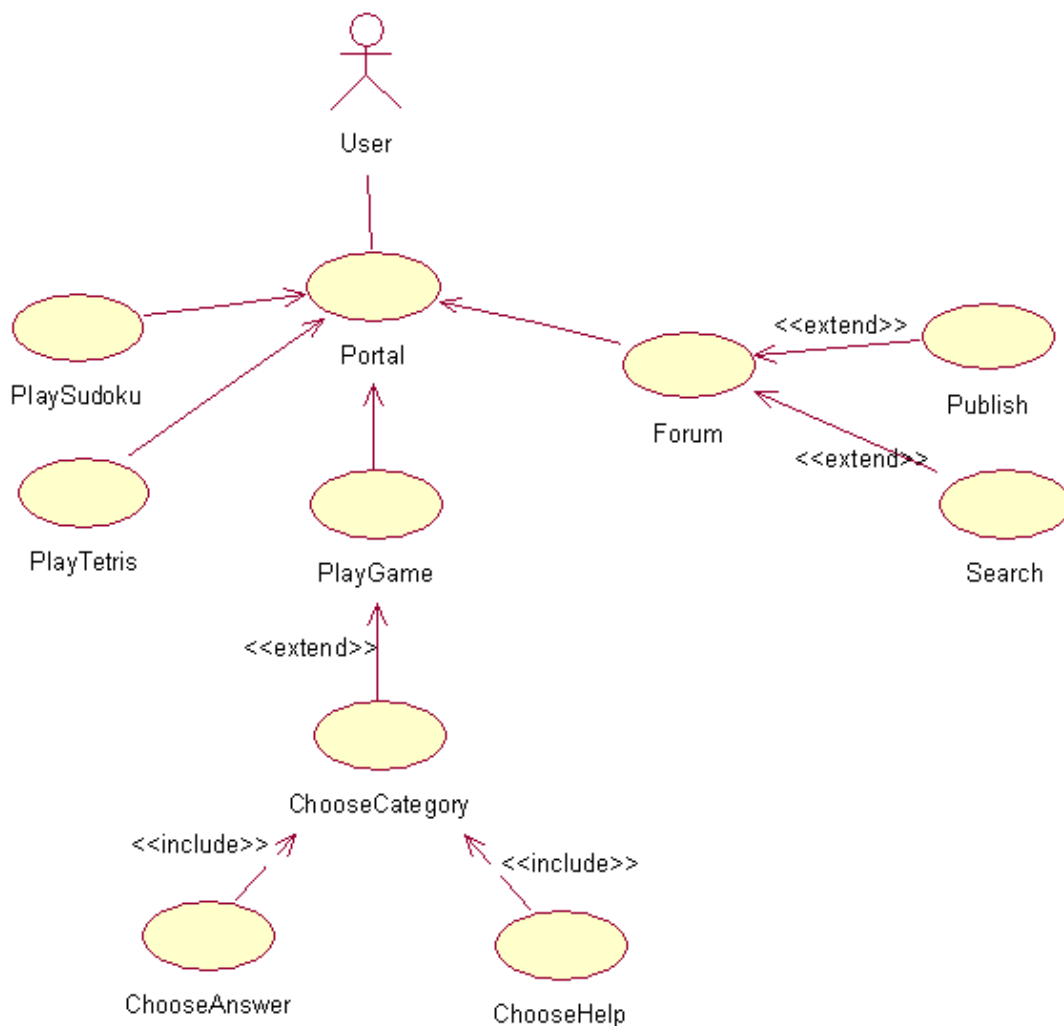 User
Portal
PlaySudoku
<<extend>>
Publish
Forum
<<extend>>
PlayTetris
PlayGame
Search
<<extend>>
ChooseCategory
<<include>>
<<include>>
ChooseAnswer
ChooseHelp